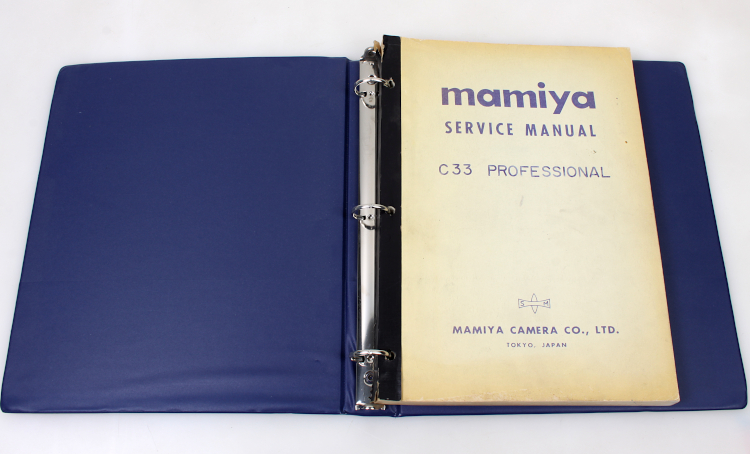 mamiya
SERVICE MANUAL
C33 PROFESSIONAL
S M
MAMIYA CAMERA CO., LTD.
TOKYO, JAPAN